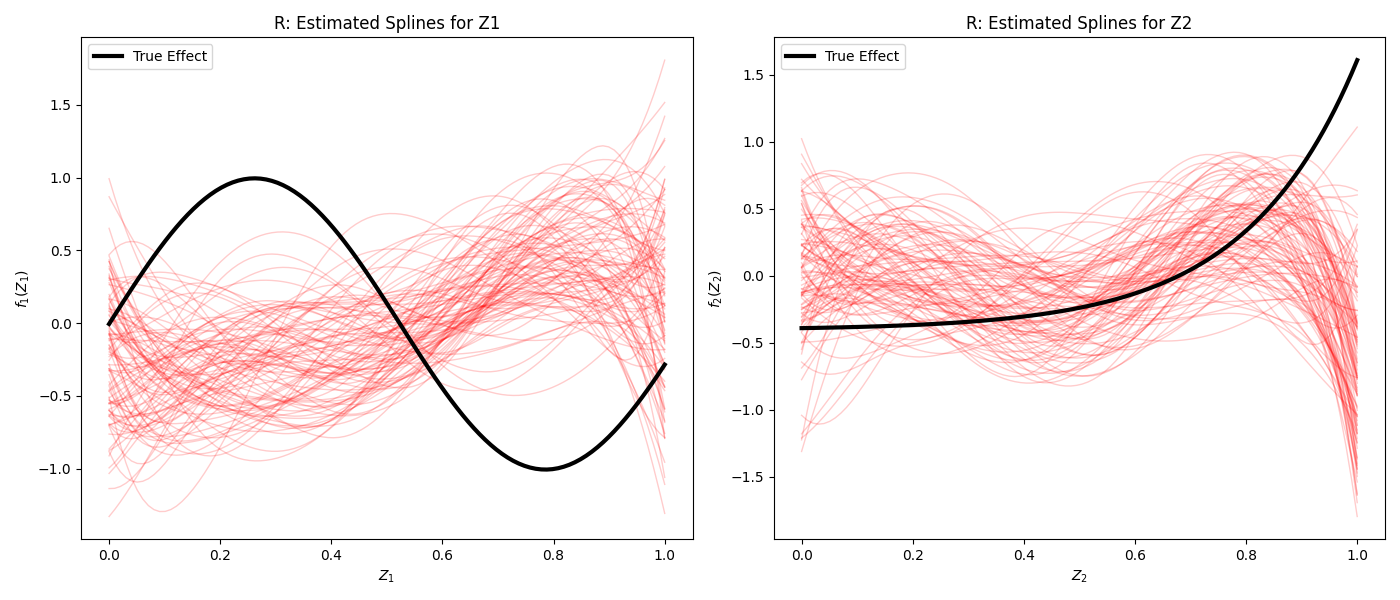 R: Estimated Splines for Z1
True Effect
1.5
1.0
0.5
0.0
−0.5
−1.0
f₁(Z₁)
0.0 0.2 0.4 0.6 0.8 1.0
Z₁
R: Estimated Splines for Z2
True Effect
1.5
1.0
0.5
0.0
−0.5
−1.0
−1.5
f₂(Z₂)
0.0 0.2 0.4 0.6 0.8 1.0
Z₂